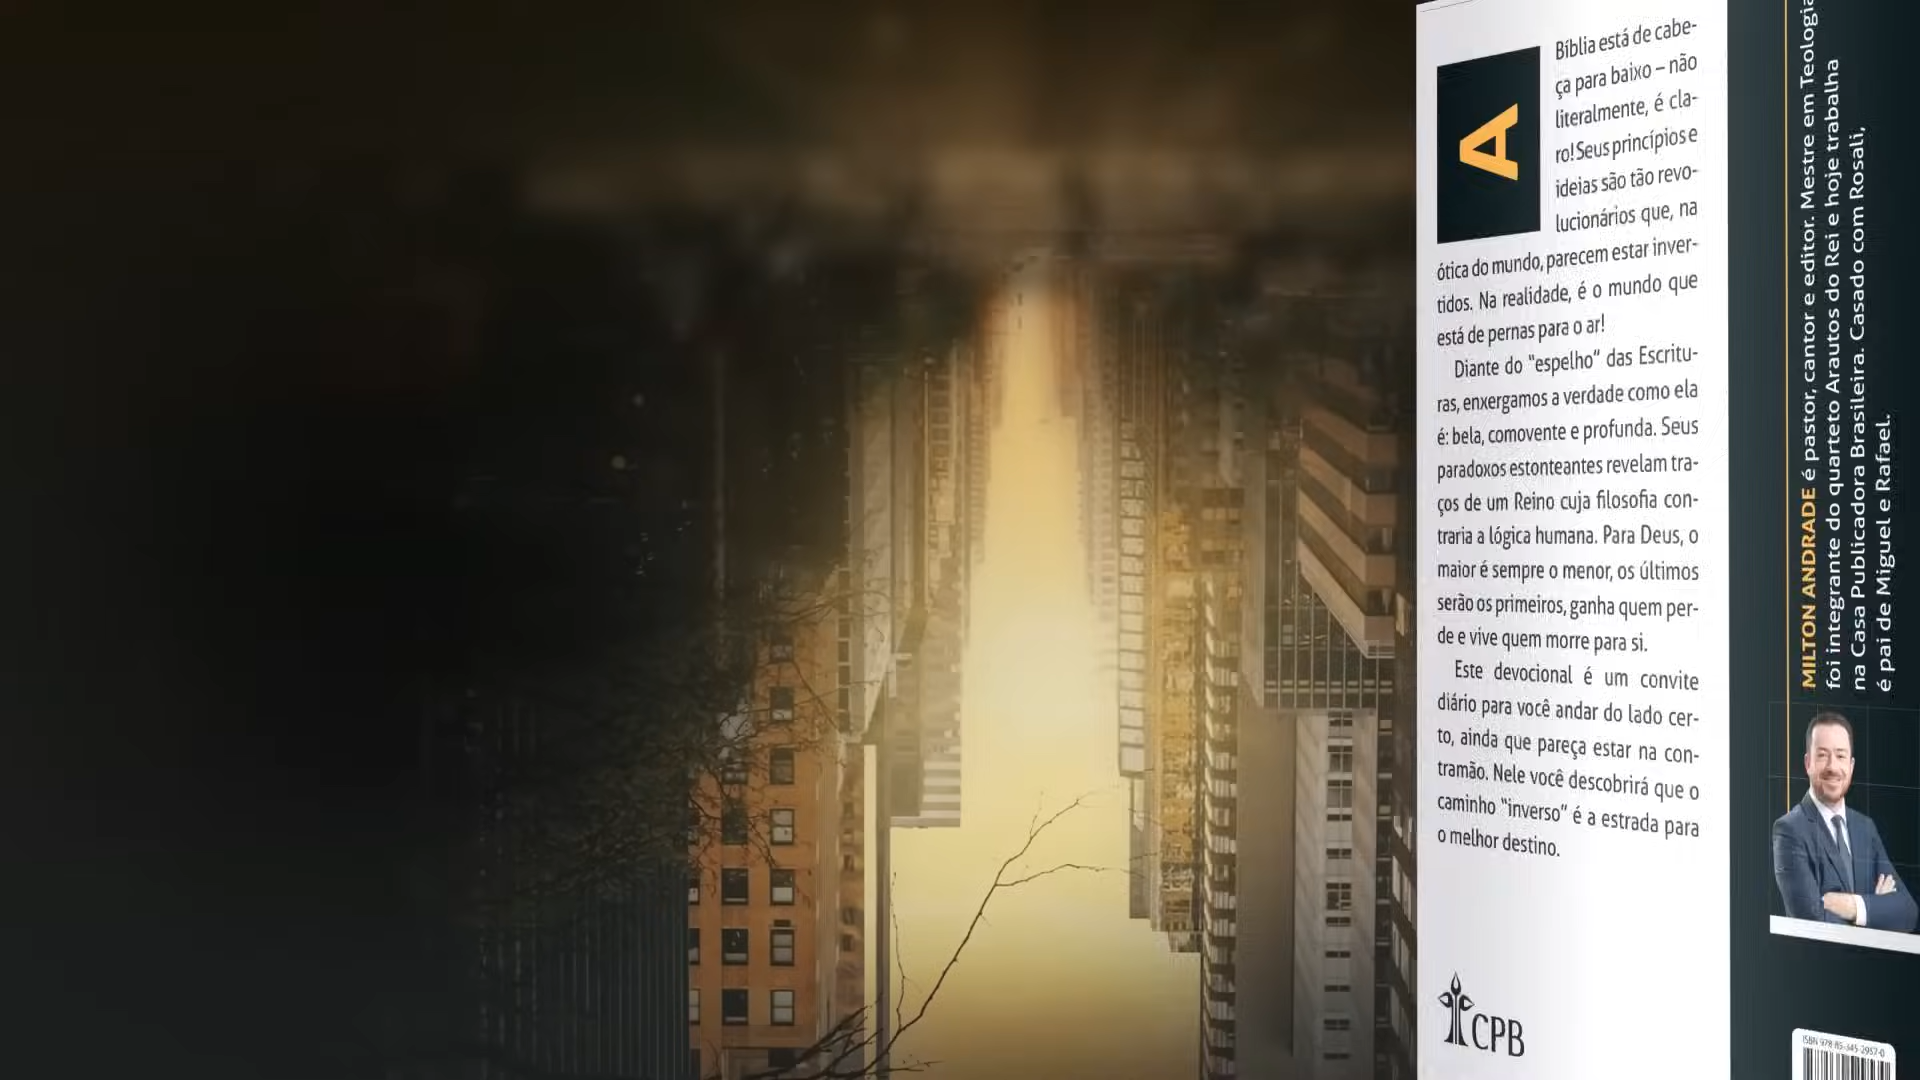 A
Bíblia está de cabe-
ça para baixo – não
literalmente, é cla-
ro! Seus princípios e
ideias são tão revo-
lucionários que, na
ótica do mundo, parecem estar inver-
tidos. Na realidade, é o mundo que
está de pernas para o ar!
Diante do “espelho” das Escritu-
ras, enxergamos a verdade como ela
é: bela, comovente e profunda. Seus
paradoxos estonteantes revelam tra-
ços de um Reino cuja filosofia con-
traria a lógica humana. Para Deus, o
maior é sempre o menor, os últimos
serão os primeiros, ganha quem per-
de e vive quem morre para si.
Este devocional é um convite
diário para você andar do lado cer-
to, ainda que pareça estar na con-
tramão. Nele você descobrirá que o
caminho “inverso” é a estrada para
o melhor destino.
CPB
MILTON ANDRADE é pastor, cantor e editor. Mestre em Teologia
foi integrante do quarteto Arautos do Rei e hoje trabalha
na Casa Publicadora Brasileira. Casado com Rosali,
é pai de Miguel e Rafael.
ISBN 978 85-345-2957-0